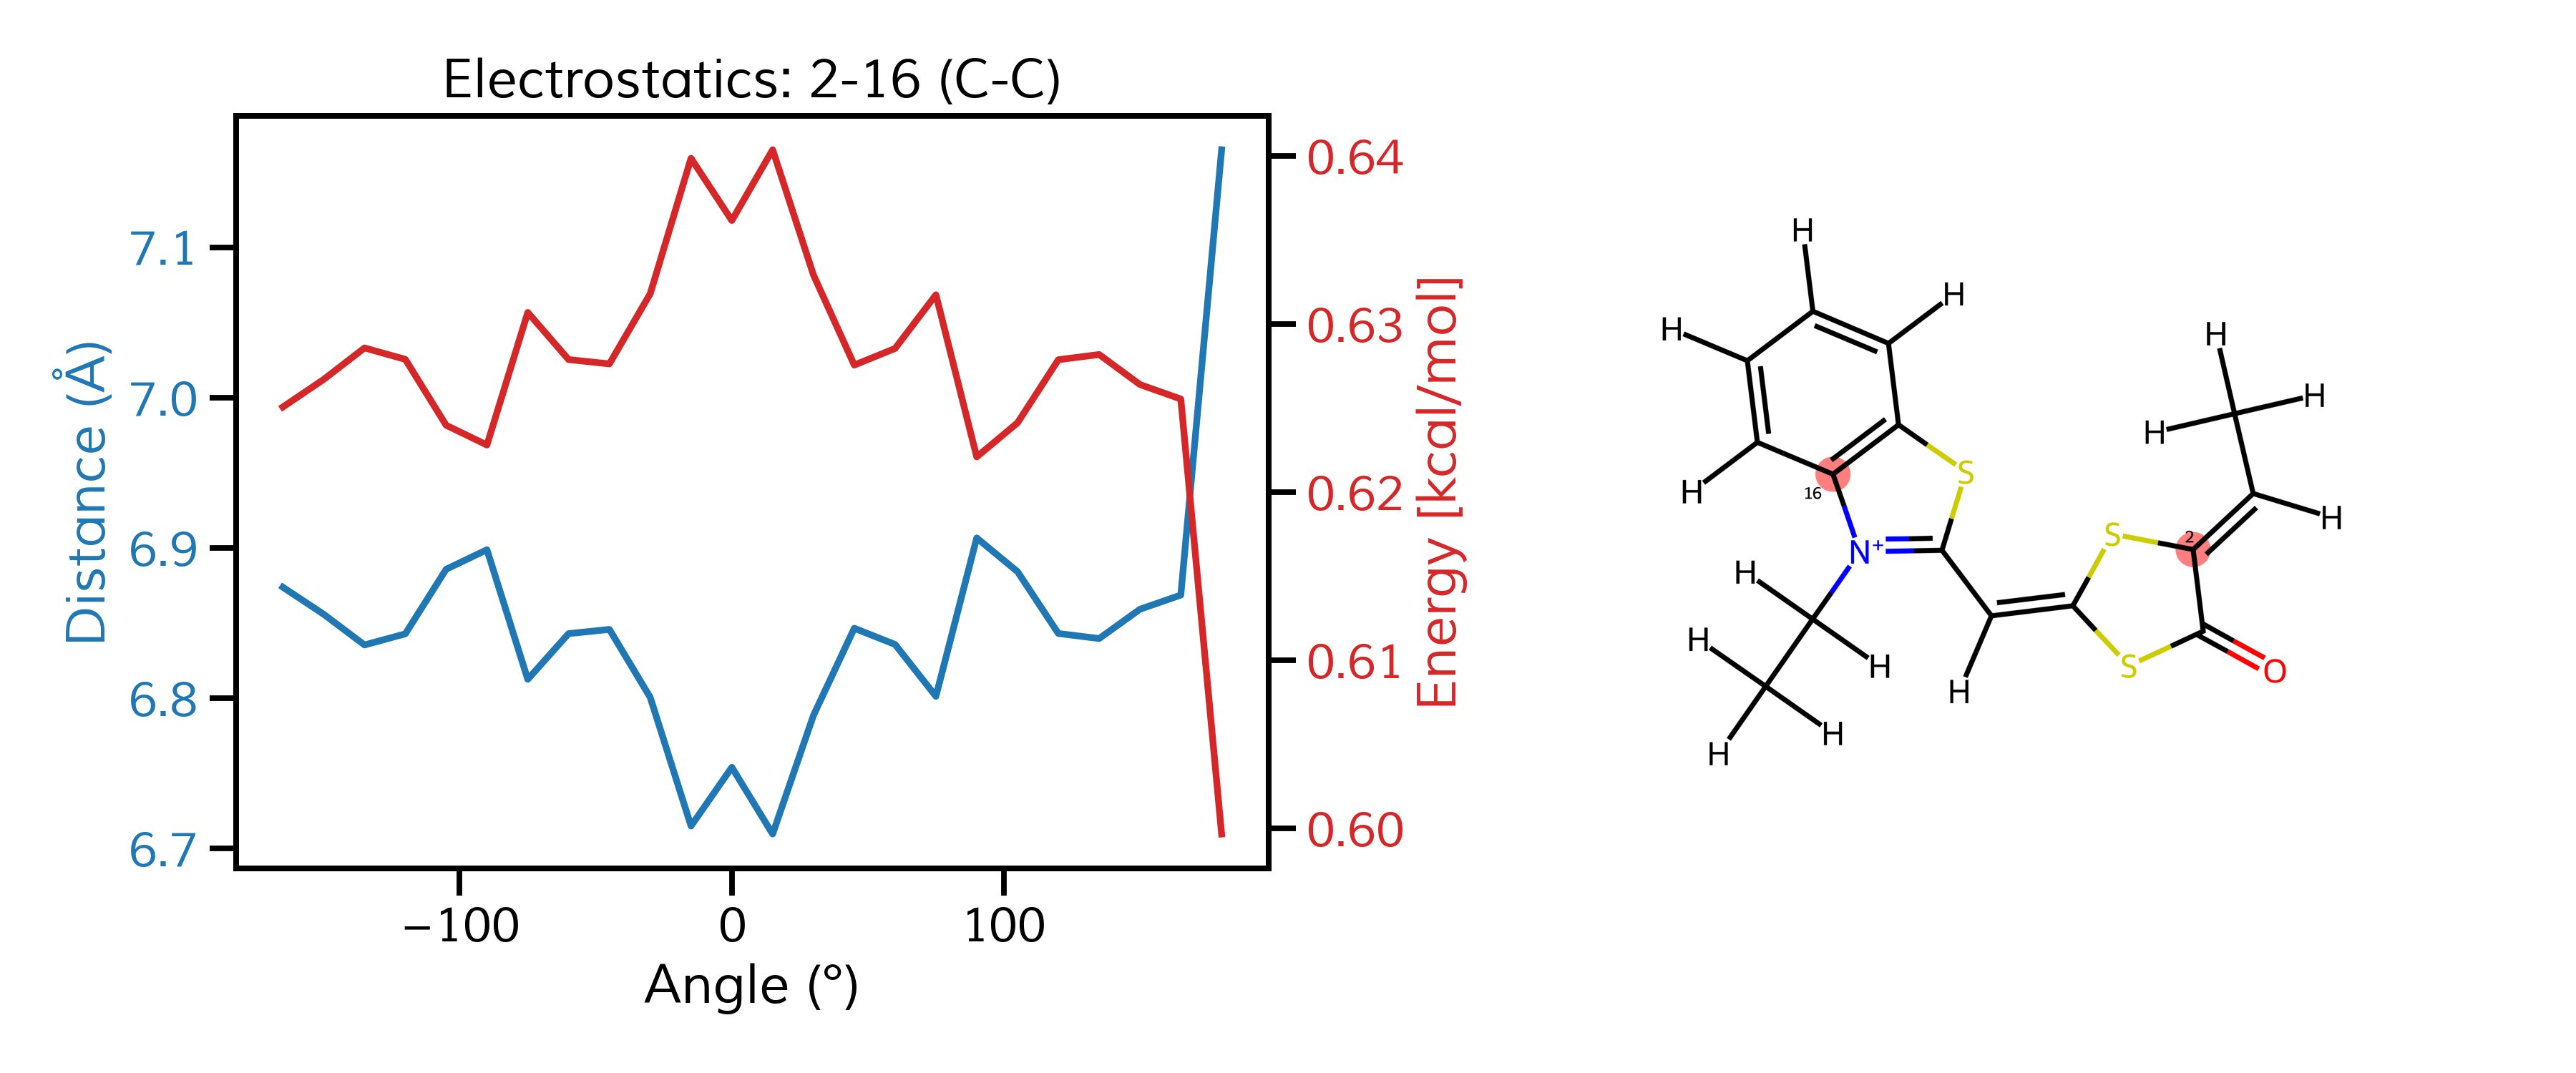 Electrostatics: 2-16 (C-C)
Distance (Å)
7.1
7.0
6.9
6.8
6.7
−100
0
100
Angle (°)
0.64
0.63
0.62
0.61
0.60
Energy [kcal/mol]
H
H
H
H
H
H
H
S
16
2
S
H
N+
H
H
H
S
O
H
H
H